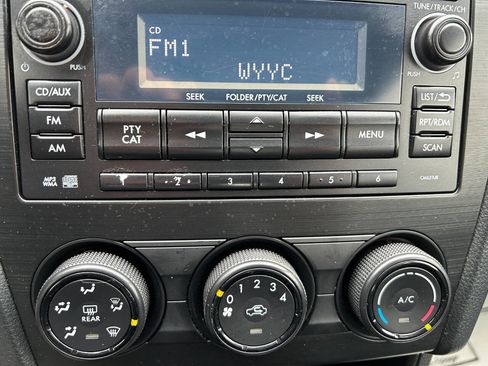 TUNE/TRACK/CH
CD
FM1
WYYC
PUSH
PUSH
CD/AUX
SEEK FOLDER/PTY/CAT SEEK
LIST/
FM
PTY
CAT
MENU
RPT/RDM
AM
SCAN
MP3
WMA
2 3 4 5 6
0 1 2 3 4
REAR
A/C